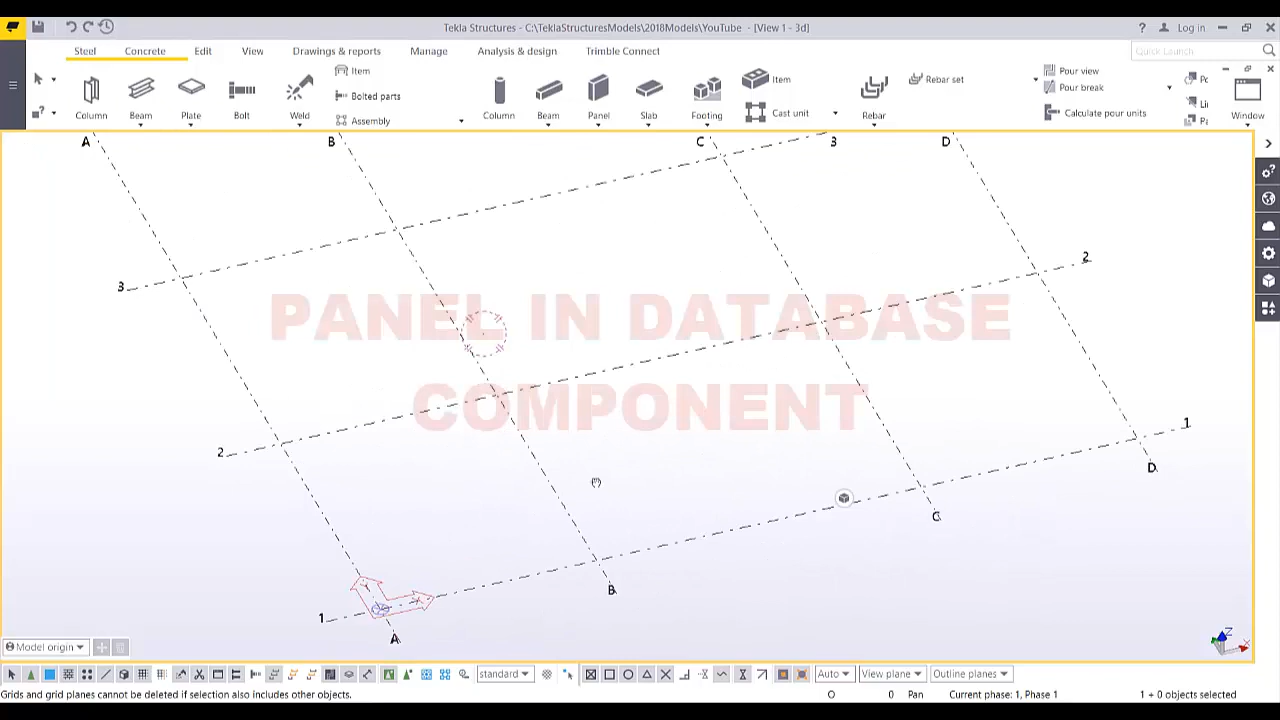 Tekla Structures - C:\TeklaStructuresModels\2018Models\YouTube - [View 1 - 3d]
? Log in
Steel Concrete Edit View Drawings & reports Manage Analysis & design Trimble Connect Quick Launch
Item Item Rebar set Pour view Pc
Bolted parts Pour break Li
Column Beam Plate Bolt Weld Assembly Column Beam Panel Slab Footing Cast unit Rebar Calculate pour units Window
A B C 3 D
2
3
PANEL IN DATABASE
COMPONENT
1
2
D
C
B
1
A
Model origin
Z
X
standard Auto View plane Outline planes
Grids and grid planes cannot be deleted if selection also includes other objects. O 0 Pan Current phase: 1, Phase 1 1 + 0 objects selected